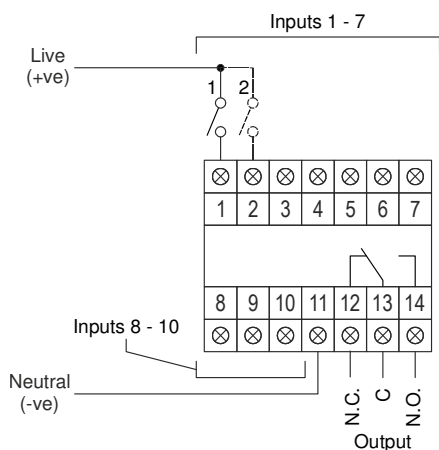 Inputs 1 - 7
Live
(+ve)
1 2
1 2 3 4 5 6 7
8 9 10 11 12 13 14
Inputs 8 - 10
Neutral
(-ve)
N.C. C N.O.
Output